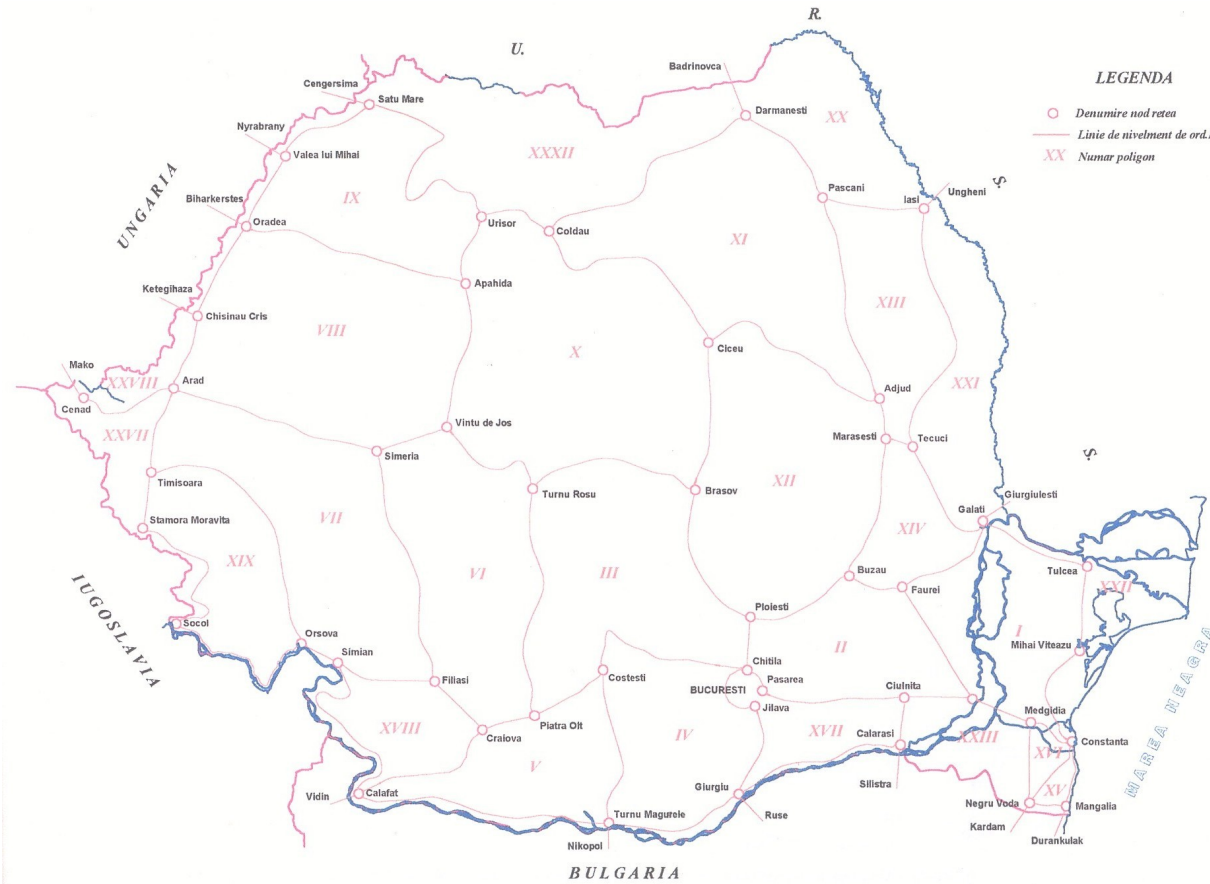 R.
U.
Badrinovca
LEGENDA
Cengersima
Satu Mare
Darmanesti
Denumire nod retea
XX
Nyrabrany
Linie de nivelment de ord.
Valea lui Mihai
XXXII
XX Numar poligon
UNGARIA
IX
Biharkerstes
Oradea
Urisor
Coldau
Pascani
Iasi
Ungheni
S.
XI
Ketegihaza
Apahida
Chisinau Cris
VIII
X
XIII
Ciceu
Mako
XXVIII
Arad
Cenad
XXI
Adjud
XXVII
Vintu de Jos
Marasesti
Tecuci
Simeria
S.
Timisoara
Turnu Rosu
Brasov
XII
Giurgiulesti
Stamora Moravita
VII
XIV
Galati
XIX
VI
III
Buzau
Faurei
Tulcea
XXII
IUGOSLAVIA
Socol
Ploiesti
Orsova
I
Simian
II
Mihai Viteazu
Filiasi
Costesti
Chitila
Pasarea
BUCURESTI
Ciulnita
Jilava
MAREA NEAGRA
XVIII
Craiova
Piatra Olt
IV
XVII
Calarasi
XXIII
Medgidia
Constanta
XVI
V
Silistra
XV
Vidin
Calafat
Giurgiu
Negru Voda
Mangalia
Turnu Magurele
Ruse
Kardam
Durankulak
Nikopol
BULGARIA